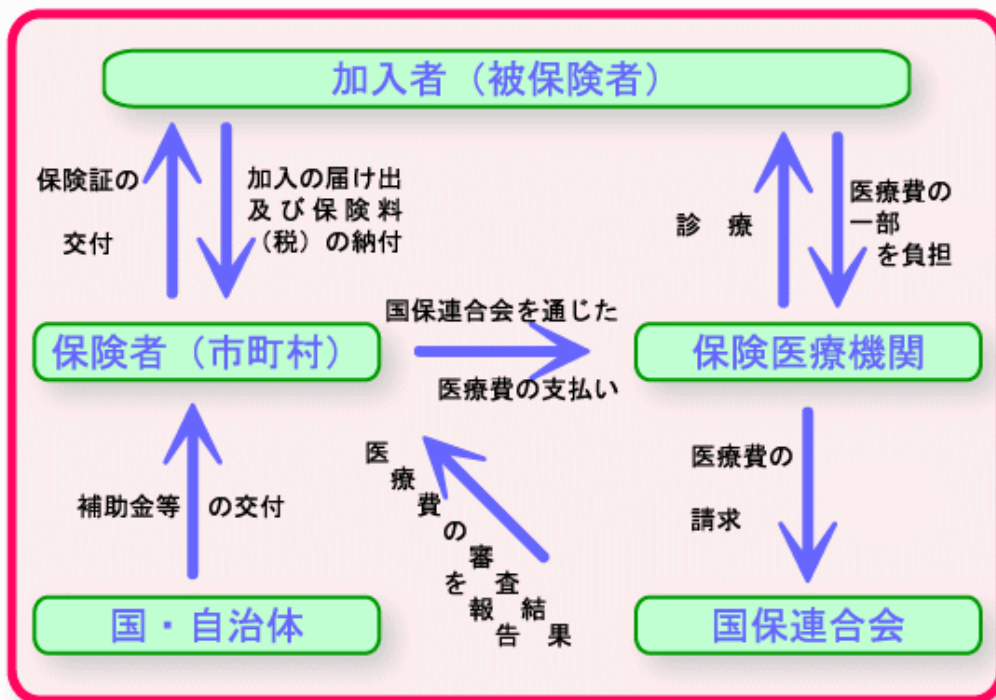 加入者（被保険者）
保険証の
交付
加入の届け出
及び保険料
（税）の納付
診　療
医療費の
一部
を負担
国保連合会を通じた
保険者（市町村）
保険医療機関
医療費の支払い
補助金等
の交付
医療費の審査結果
を報告
医療費の
請求
国・自治体
国保連合会